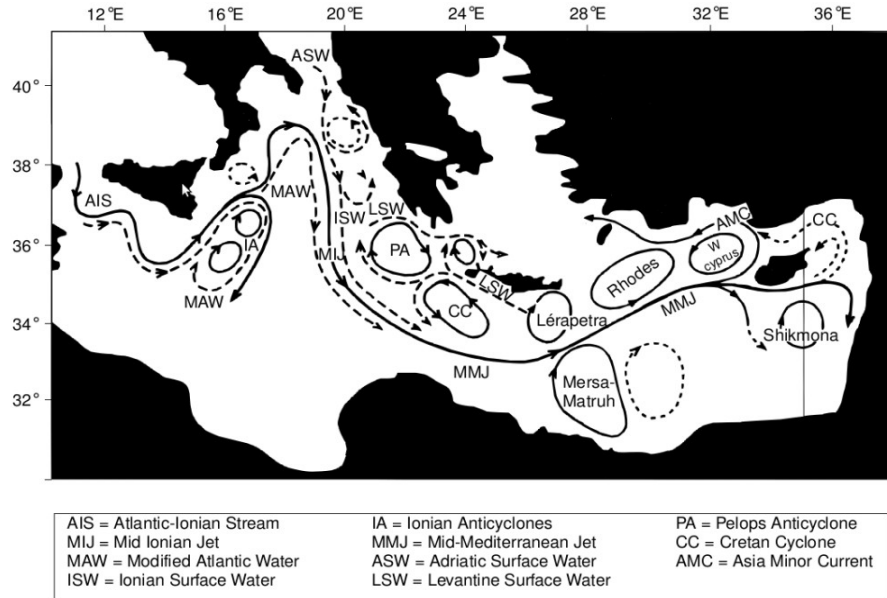 12°E 16°E 20°E 24°E 28°E 32°E 36°E
40°
38°
36°
34°
32°
ASW
AIS
MAW
IA
MAW
ISW
LSW
MIJ
PA
CC
LSW
MMJ
Lérapetra
Mersa-
Matruh
Rhodes
W
cyprus
AMC
CC
MMJ
Shikmona
AIS = Atlantic-Ionian Stream
MIJ = Mid Ionian Jet
MAW = Modified Atlantic Water
ISW = Ionian Surface Water
IA = Ionian Anticyclones
MMJ = Mid-Mediterranean Jet
ASW = Adriatic Surface Water
LSW = Levantine Surface Water
PA = Pelops Anticyclone
CC = Cretan Cyclone
AMC = Asia Minor Current